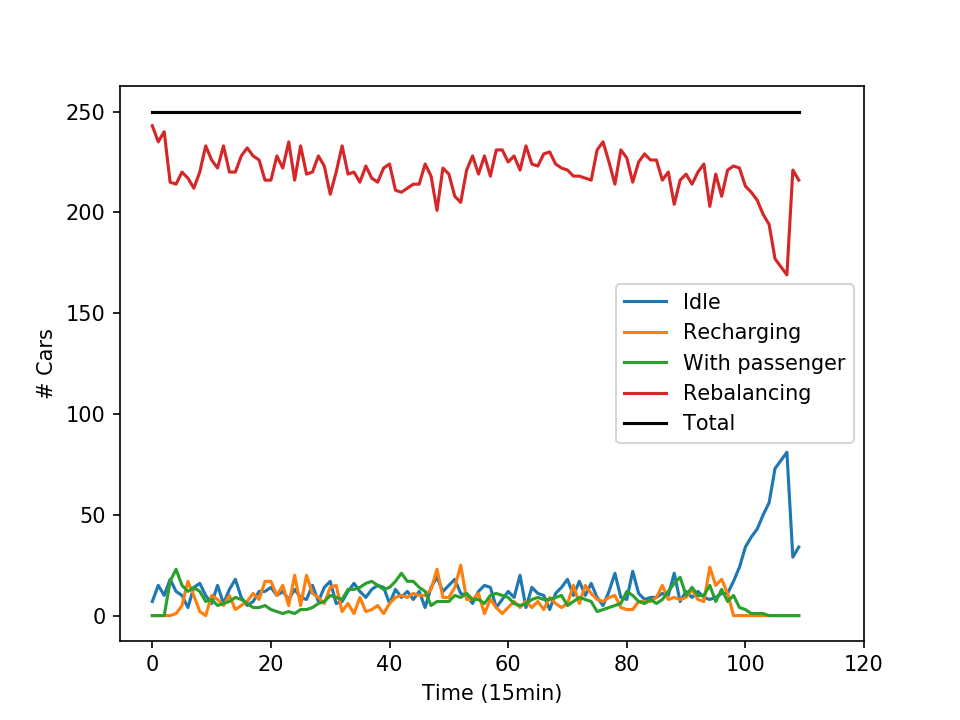 250
200
150
100
50
0
# Cars
Idle
Recharging
With passenger
Rebalancing
Total
0 20 40 60 80 100 120
Time (15min)